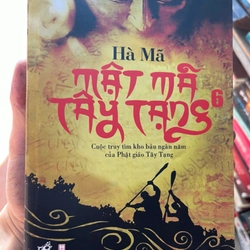 Hà Mã
MẬT MÃ
TÂY TẠNG 6
Cuộc truy tìm kho báu ngàn năm
của Phật giáo Tây Tạng